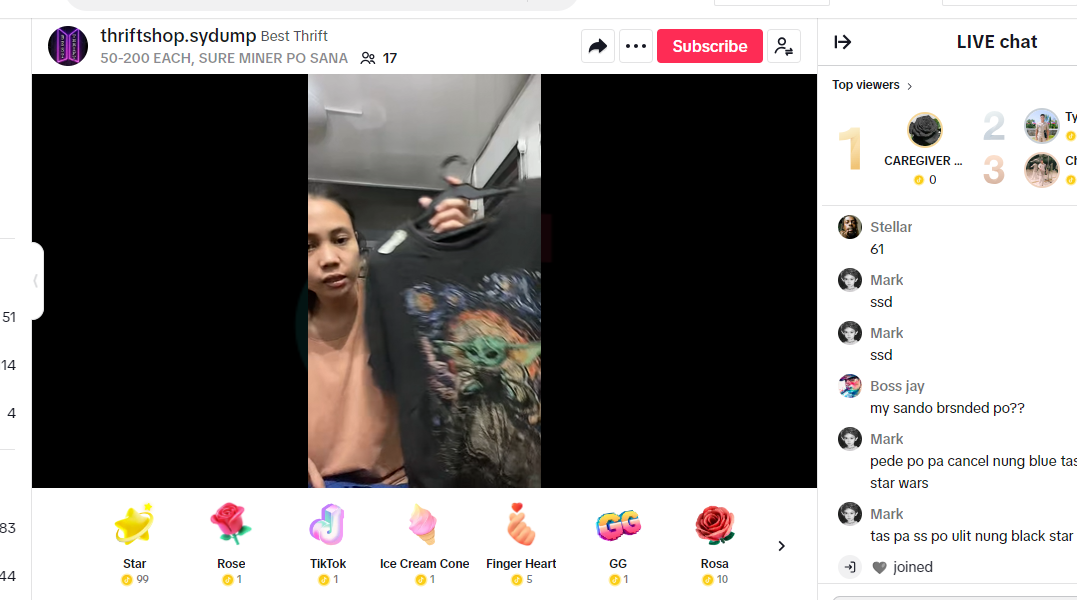 thriftshop.sydump Best Thrift
50-200 EACH, SURE MINER PO SANA 17
Subscribe
LIVE chat
Top viewers
1
CAREGIVER ...
0
2
Ty
3
Stellar
61
Mark
ssd
Mark
ssd
Boss jay
my sando brsnded po??
Mark
pede po pa cancel nung blue tas
star wars
Mark
tas pa ss po ulit nung black star
joined
51
14
4
83
44
Star
99
Rose
1
TikTok
1
Ice Cream Cone
1
Finger Heart
5
GG
GG
1
Rosa
10